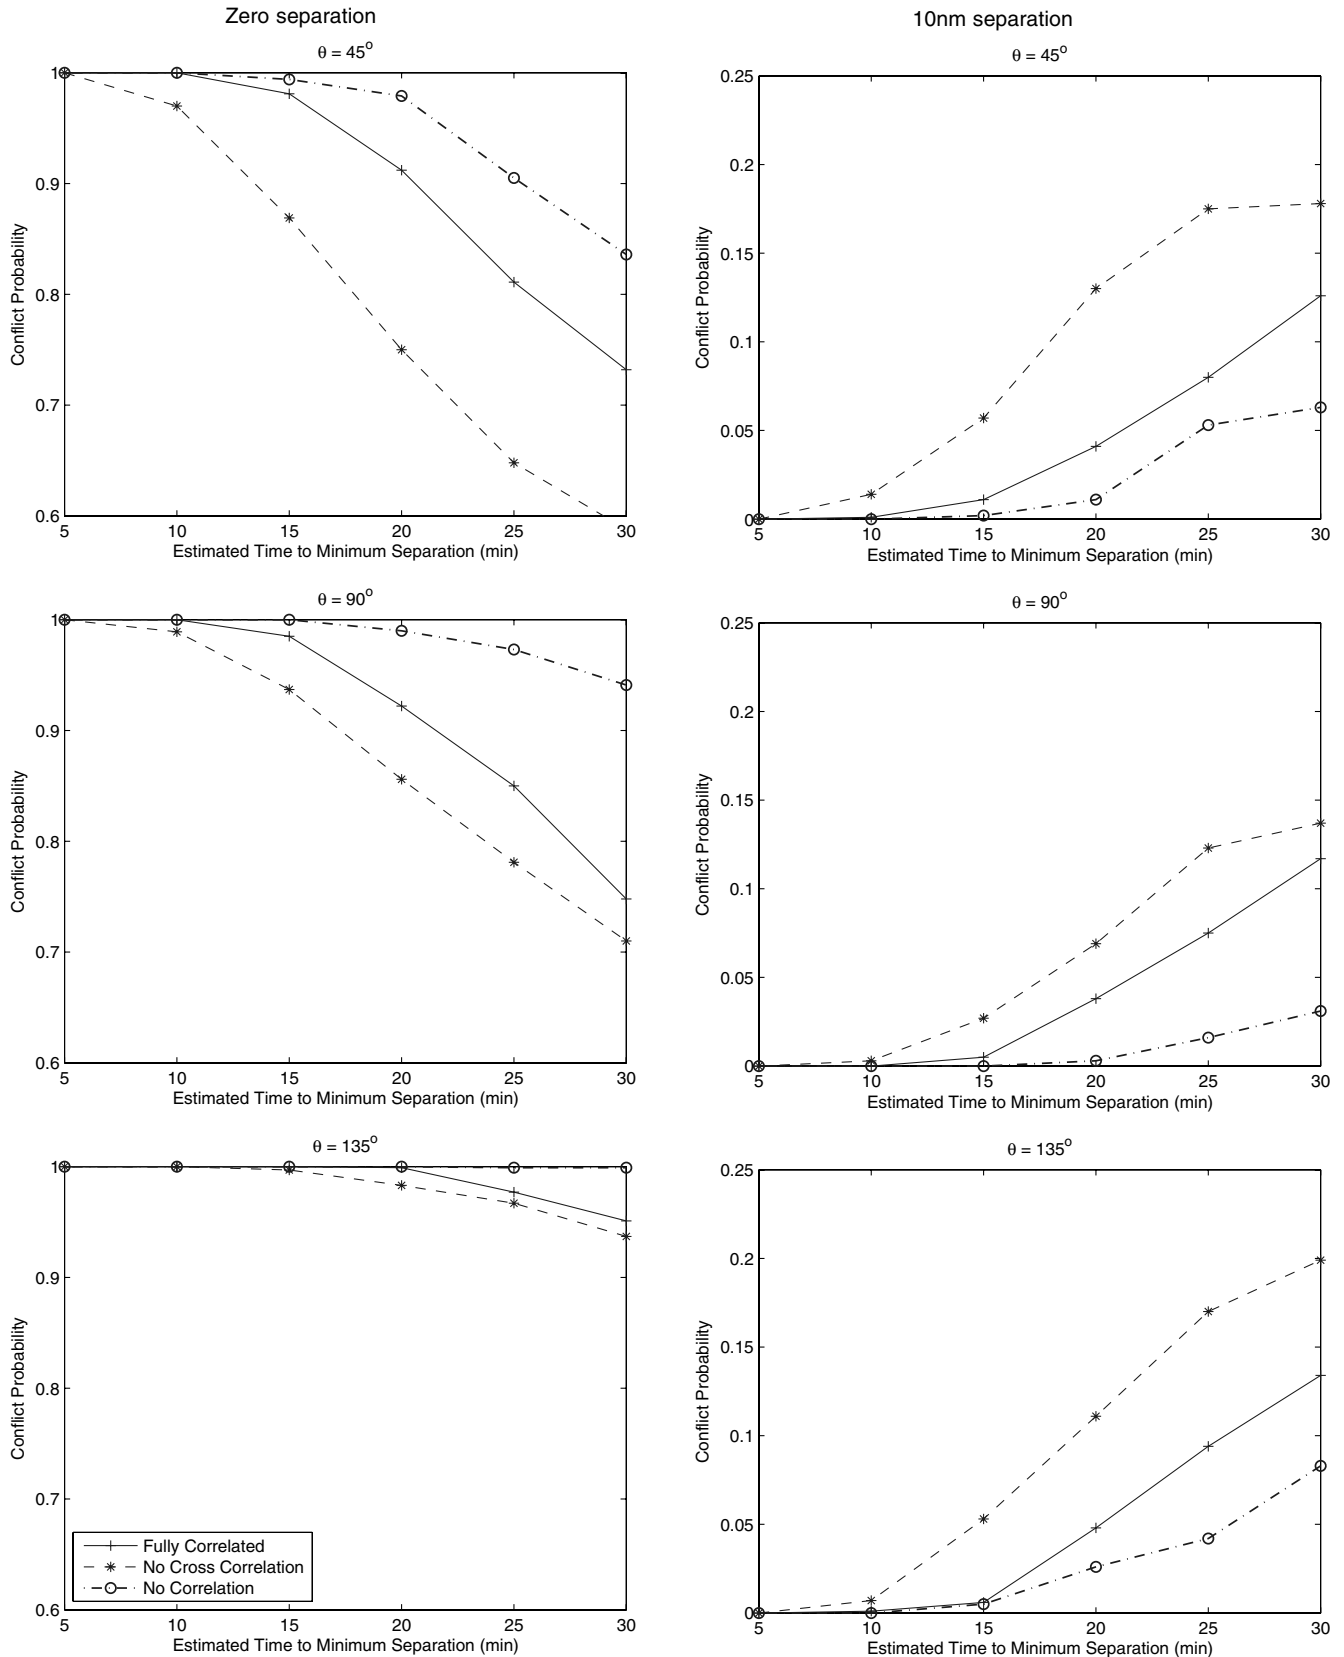 Zero separation
10nm separation
θ = 45°
1
0.9
0.8
0.7
0.6
5 10 15 20 25 30
Conflict Probability
Estimated Time to Minimum Separation (min)
θ = 45°
0.25
0.2
0.15
0.1
0.05
0
5 10 15 20 25 30
Conflict Probability
Estimated Time to Minimum Separation (min)
θ = 90°
1
0.9
0.8
0.7
0.6
5 10 15 20 25 30
Conflict Probability
Estimated Time to Minimum Separation (min)
θ = 90°
0.25
0.2
0.15
0.1
0.05
0
5 10 15 20 25 30
Conflict Probability
Estimated Time to Minimum Separation (min)
θ = 135°
1
0.9
0.8
0.7
0.6
5 10 15 20 25 30
Conflict Probability
Estimated Time to Minimum Separation (min)
Fully Correlated
No Cross Correlation
No Correlation
θ = 135°
0.25
0.2
0.15
0.1
0.05
0
5 10 15 20 25 30
Conflict Probability
Estimated Time to Minimum Separation (min)